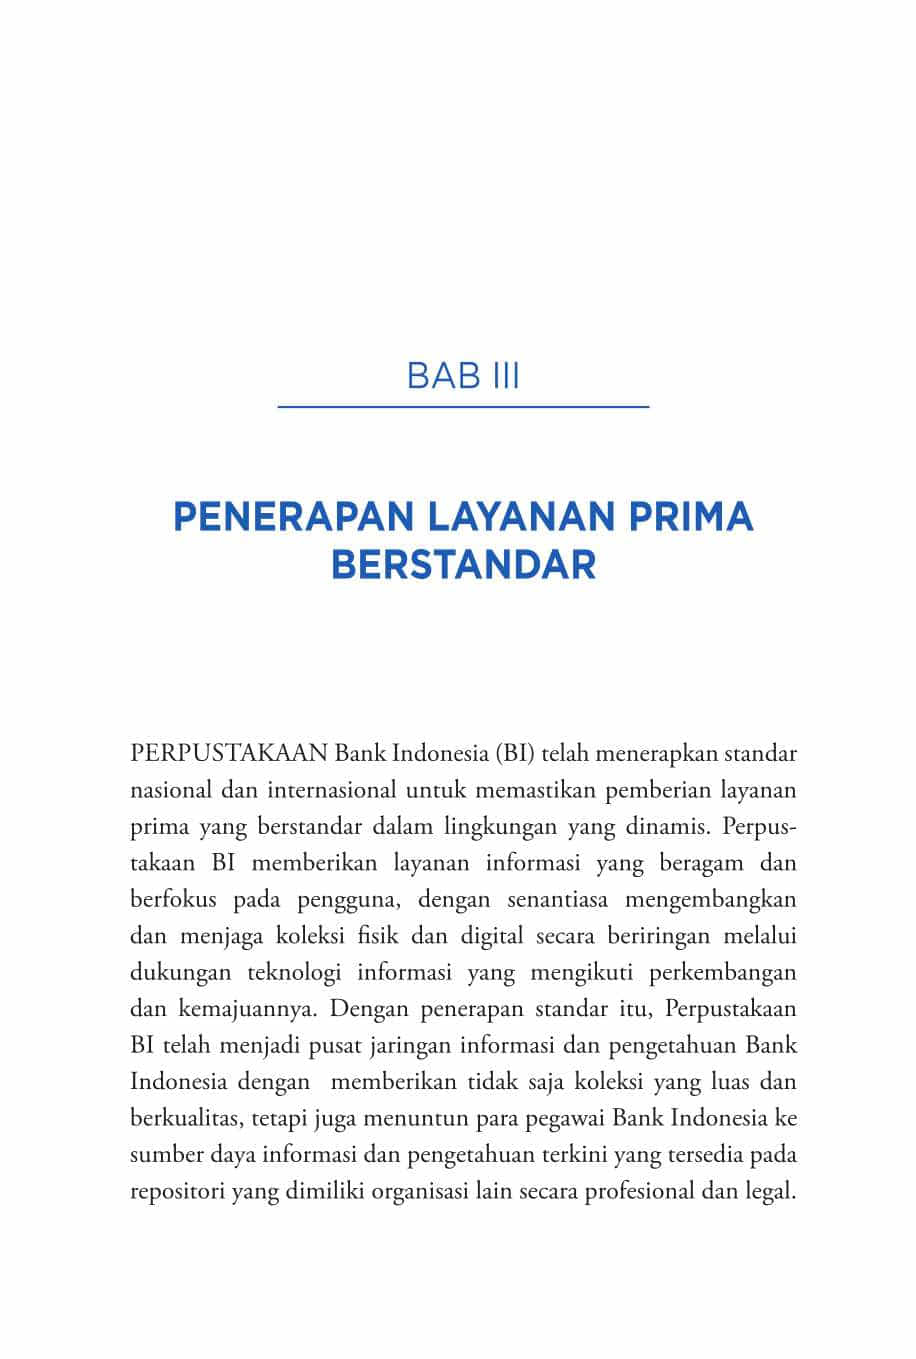 BAB III
PENERAPAN LAYANAN PRIMA
BERSTANDAR
PERPUSTAKAAN Bank Indonesia (BI) telah menerapkan standar
nasional dan internasional untuk memastikan pemberian layanan
prima yang berstandar dalam lingkungan yang dinamis. Perpus-
takaan BI memberikan layanan informasi yang beragam dan
berfokus pada pengguna, dengan senantiasa mengembangkan
dan menjaga koleksi fisik dan digital secara beriringan melalui
dukungan teknologi informasi yang mengikuti perkembangan
dan kemajuannya. Dengan penerapan standar itu, Perpustakaan
BI telah menjadi pusat jaringan informasi dan pengetahuan Bank
Indonesia dengan  memberikan tidak saja koleksi yang luas dan
berkualitas, tetapi juga menuntun para pegawai Bank Indonesia ke
sumber daya informasi dan pengetahuan terkini yang tersedia pada
repositori yang dimiliki organisasi lain secara profesional dan legal.